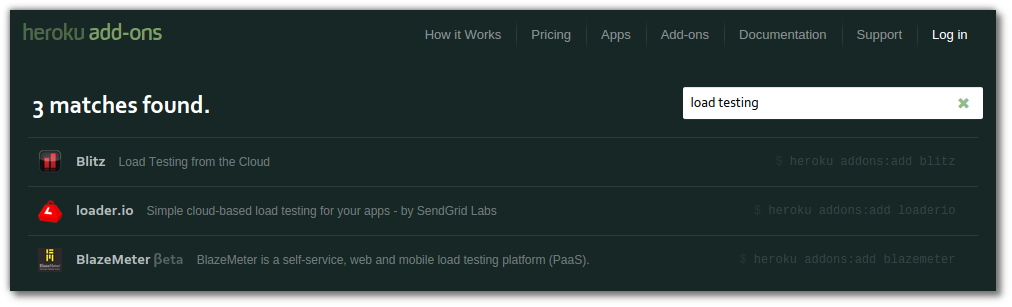 heroku add-ons How it Works Pricing Apps Add-ons Documentation Support Log in
3 matches found. load testing ✖
Blitz Load Testing from the Cloud $ heroku addons:add blitz
loader.io Simple cloud-based load testing for your apps - by SendGrid Labs $ heroku addons:add loaderio
BlazeMeter βeta BlazeMeter is a self-service, web and mobile load testing platform (PaaS). $ heroku addons:add blazemeter